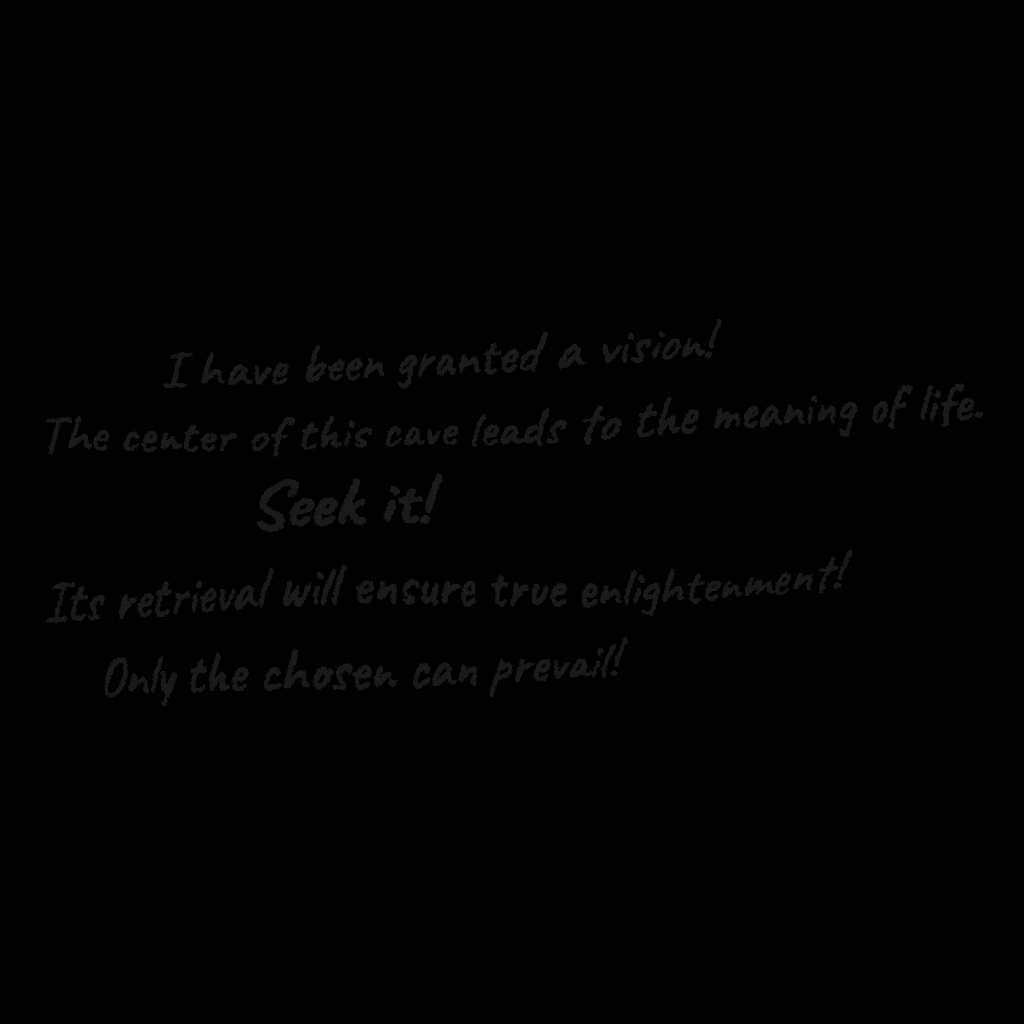 I have been granted a vision!
The center of this cave leads to the meaning of life.
Seek it!
Its retrieval will ensure true enlightenment!
Only the chosen can prevail!